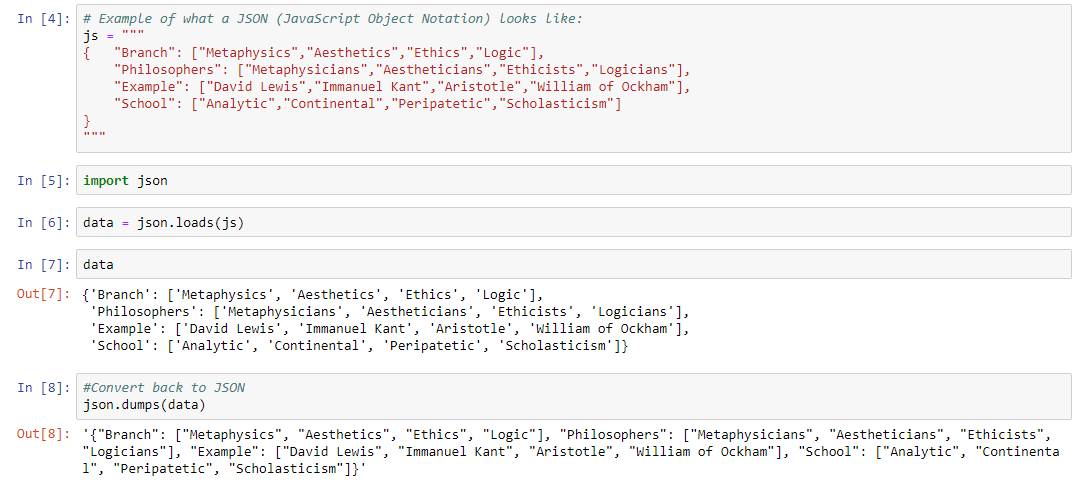 In [4]: # Example of what a JSON (JavaScript Object Notation) looks like:
js = """
{   "Branch": ["Metaphysics","Aesthetics","Ethics","Logic"],
    "Philosophers": ["Metaphysicians","Aestheticians","Ethicists","Logicians"],
    "Example": ["David Lewis","Immanuel Kant","Aristotle","William of Ockham"],
    "School": ["Analytic","Continental","Peripatetic","Scholasticism"]
}
"""
In [5]: import json
In [6]: data = json.loads(js)
In [7]: data
Out[7]: {'Branch': ['Metaphysics', 'Aesthetics', 'Ethics', 'Logic'],
 'Philosophers': ['Metaphysicians', 'Aestheticians', 'Ethicists', 'Logicians'],
 'Example': ['David Lewis', 'Immanuel Kant', 'Aristotle', 'William of Ockham'],
 'School': ['Analytic', 'Continental', 'Peripatetic', 'Scholasticism']}
In [8]: #Convert back to JSON
json.dumps(data)
Out[8]: '{"Branch": ["Metaphysics", "Aesthetics", "Ethics", "Logic"], "Philosophers": ["Metaphysicians", "Aestheticians", "Ethicists",
"Logicians"], "Example": ["David Lewis", "Immanuel Kant", "Aristotle", "William of Ockham"], "School": ["Analytic", "Continenta
l", "Peripatetic", "Scholasticism"]}'